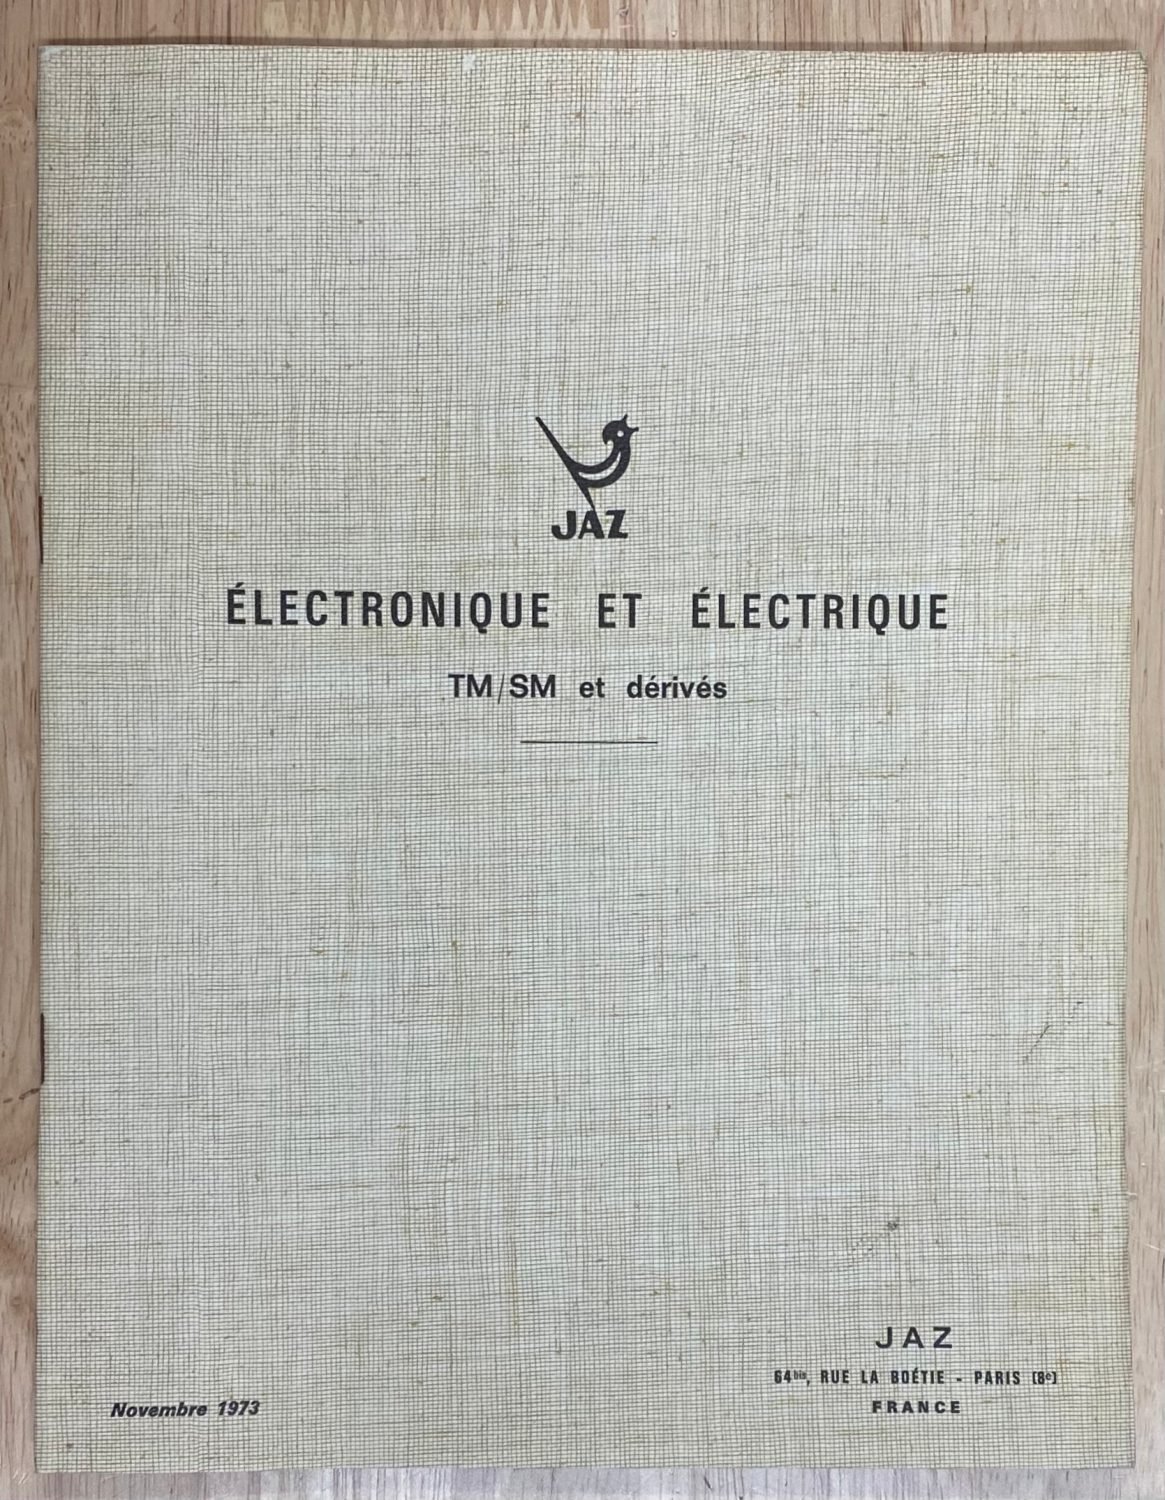 JAZ
ÉLECTRONIQUE ET ÉLECTRIQUE
TM/SM et dérivés
JAZ
64bis, RUE LA BOÉTIE - PARIS (8e)
FRANCE
Novembre 1973